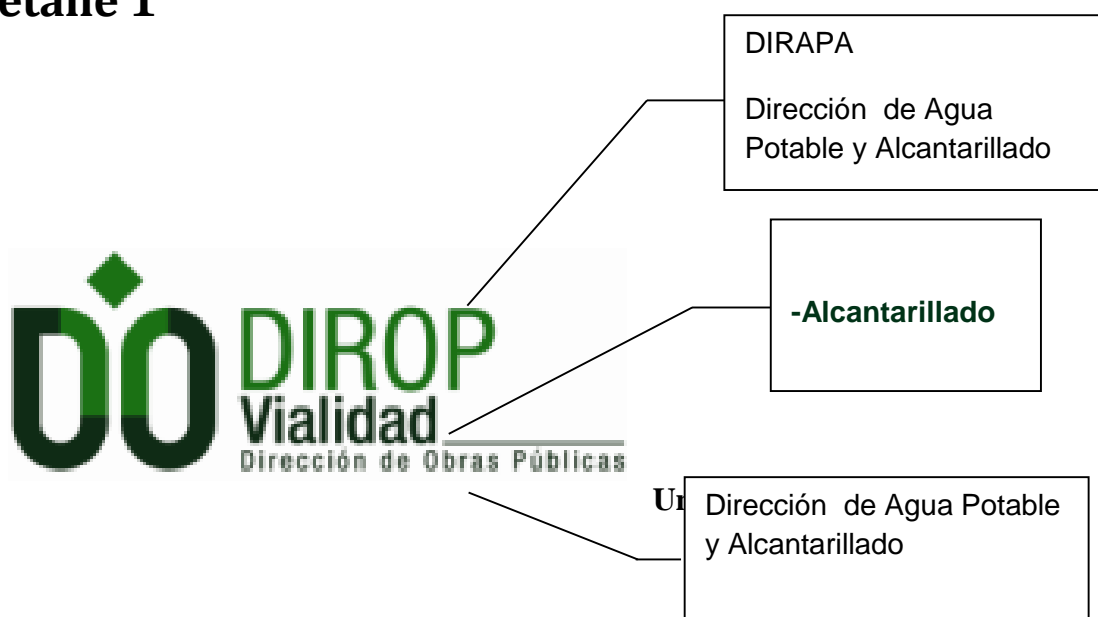 DIRAPA
Dirección de Agua
Potable y Alcantarillado
-Alcantarillado
DIROP
Vialidad
Dirección de Obras Públicas
Dirección de Agua Potable
y Alcantarillado